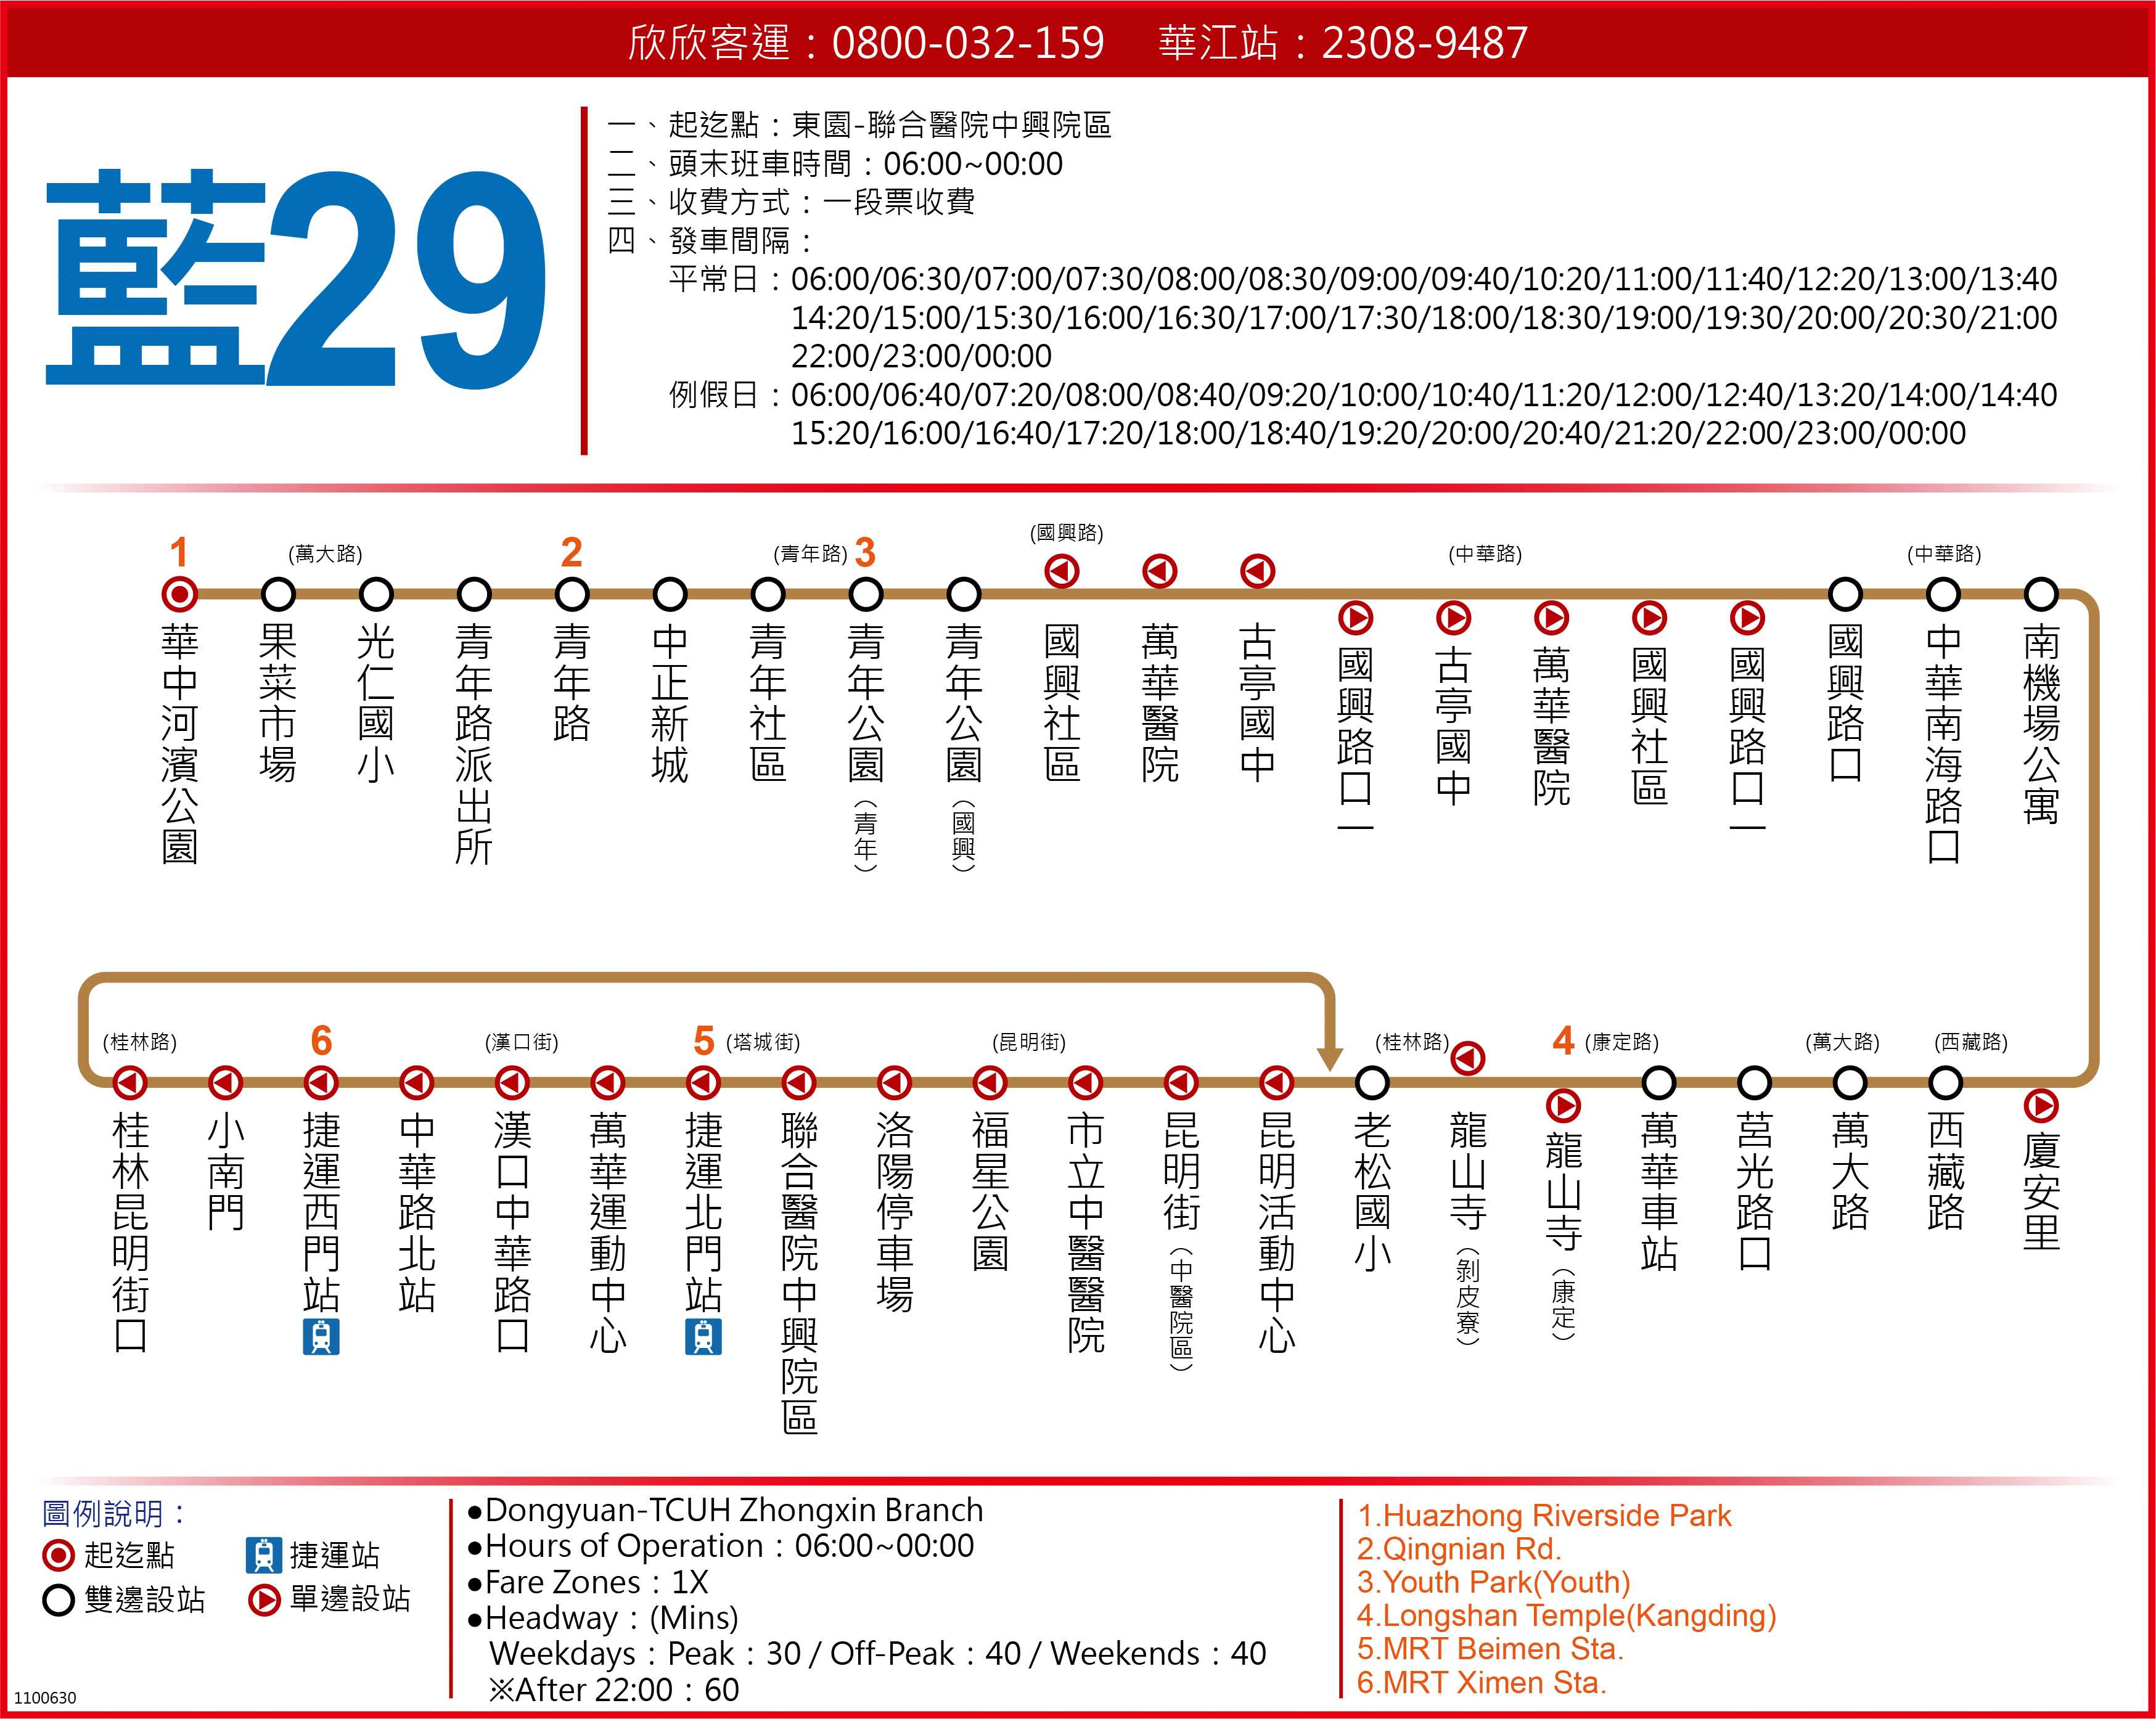 欣欣客運：0800-032-159　華江站：2308-9487
藍29
一、起迄點：東園-聯合醫院中興院區
二、頭末班車時間：06:00~00:00
三、收費方式：一段票收費
四、發車間隔：
平常日：06:00/06:30/07:00/07:30/08:00/08:30/09:00/09:40/10:20/11:00/11:40/12:20/13:00/13:40
14:20/15:00/15:30/16:00/16:30/17:00/17:30/18:00/18:30/19:00/19:30/20:00/20:30/21:00
22:00/23:00/00:00
例假日：06:00/06:40/07:20/08:00/08:40/09:20/10:00/10:40/11:20/12:00/12:40/13:20/14:00/14:40
15:20/16:00/16:40/17:20/18:00/18:40/19:20/20:00/20:40/21:20/22:00/23:00/00:00
1
(萬大路)
2
(青年路)
3
(國興路)
(中華路)
(中華路)
華中河濱公園
果菜市場
光仁國小
青年路派出所
青年路
中正新城
青年社區
青年公園（青年）
青年公園（國興）
國興社區
萬華醫院
古亭國中
國興路口一
古亭國中
萬華醫院
國興社區
國興路口一
國興路口
中華南海路口
南機場公寓
(桂林路)
6
(漢口街)
5
(塔城街)
(昆明街)
(桂林路)
4
(康定路)
(萬大路)
(西藏路)
桂林昆明街口
小南門
捷運西門站
中華路北站
漢口中華路口
萬華運動中心
捷運北門站
聯合醫院中興院區
洛陽停車場
福星公園
市立中醫醫院
昆明街（中醫院區）
昆明活動中心
老松國小
龍山寺（剝皮寮）
龍山寺（康定）
萬華車站
莒光路口
萬大路
西藏路
廈安里
圖例說明：
起迄點
捷運站
雙邊設站
單邊設站
1100630
●Dongyuan-TCUH Zhongxin Branch
●Hours of Operation：06:00~00:00
●Fare Zones：1X
●Headway：(Mins)
Weekdays：Peak：30 / Off-Peak：40 / Weekends：40
※After 22:00：60
1.Huazhong Riverside Park
2.Qingnian Rd.
3.Youth Park(Youth)
4.Longshan Temple(Kangding)
5.MRT Beimen Sta.
6.MRT Ximen Sta.